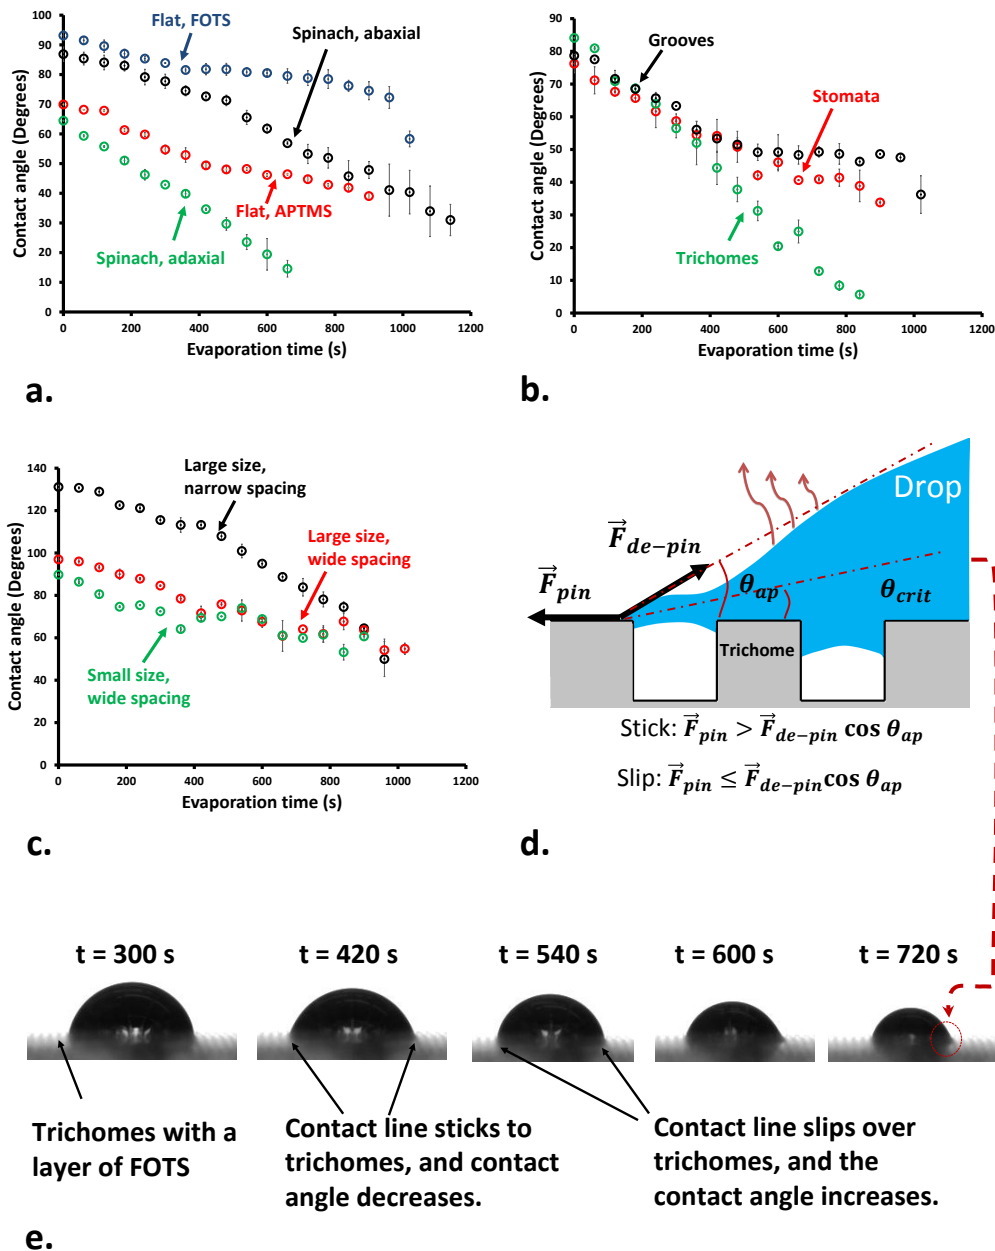 100
90
80
70
60
50
40
30
20
10
0
Contact angle (Degrees)
Flat, FOTS
Spinach, abaxial
Flat, APTMS
Spinach, adaxial
0 200 400 600 800 1000 1200
Evaporation time (s)
a.
90
80
70
60
50
40
30
20
10
0
Contact angle (Degrees)
Grooves
Stomata
Trichomes
0 200 400 600 800 1000 1200
Evaporation time (s)
b.
140
120
100
80
60
40
20
0
Contact angle (Degrees)
Large size,
narrow spacing
Large size,
wide spacing
Small size,
wide spacing
0 200 400 600 800 1000 1200
Evaporation time (s)
c.
Drop
F⃗de−pin
F⃗pin
θap
θcrit
Trichome
Stick: F⃗pin > F⃗de−pin cos θap
Slip: F⃗pin ≤ F⃗de−pin cos θap
d.
t = 300 s
t = 420 s
t = 540 s
t = 600 s
t = 720 s
Trichomes with a
layer of FOTS
Contact line sticks to
trichomes, and contact
angle decreases.
Contact line slips over
trichomes, and the
contact angle increases.
e.